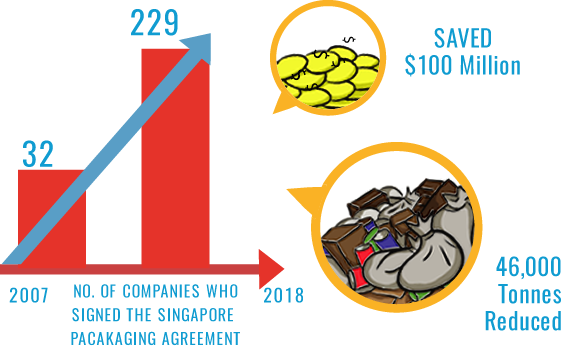 229
32
2007
NO. OF COMPANIES WHO
SIGNED THE SINGAPORE
PACAKAGING AGREEMENT
2018
SAVED
$100 Million
$
$
$
46,000
Tonnes
Reduced